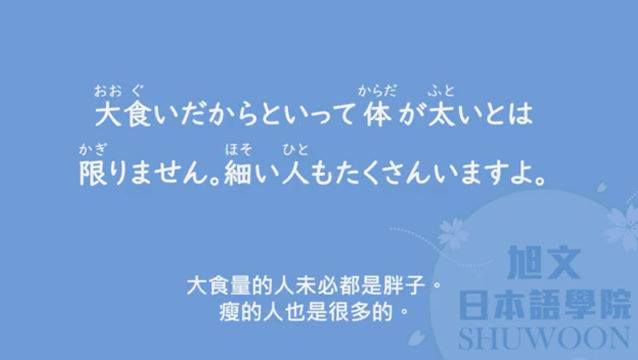 おお ぐ からだ ふと
大食いだからといって体が太いとは
かぎ ほそ ひと
限りません。細い人もたくさんいますよ。
大食量的人未必都是胖子。
瘦的人也是很多的。
旭文
日本語學院
SHUWOON